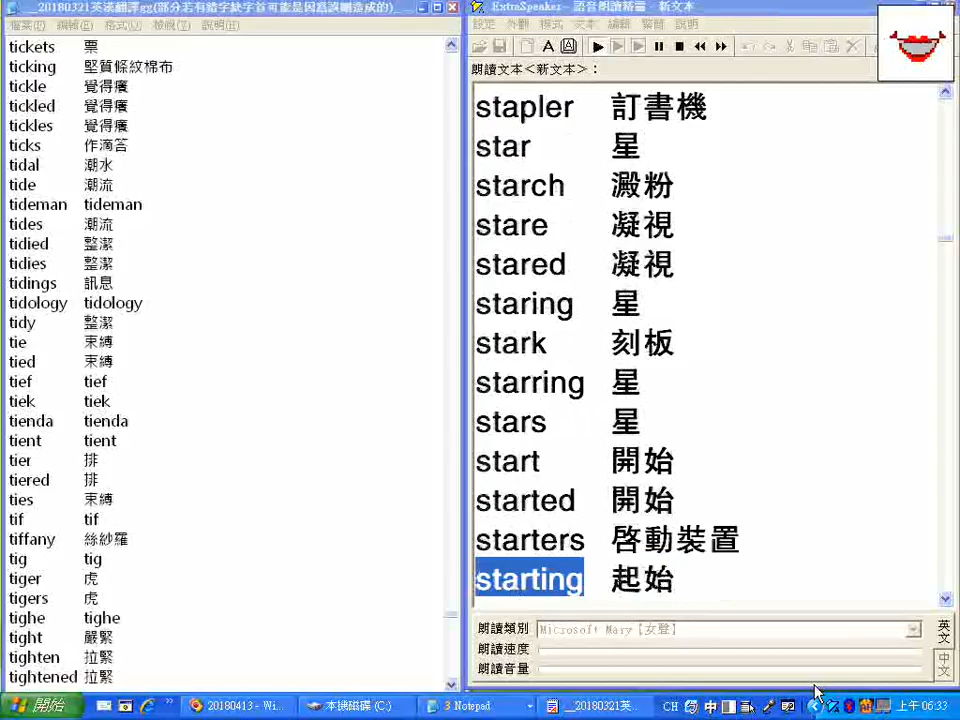 __20180321英漢翻譯gg(部分若有錯字缺字首可能是因為誤刪造成的)_
檔案(F) 編輯(E) 格式(O) 檢視(V) 說明(H)
tickets 票
ticking 堅質條紋棉布
tickle 覺得癢
tickled 覺得癢
tickles 覺得癢
ticks 作滴答
tidal 潮水
tide 潮流
tideman tideman
tides 潮流
tidied 整潔
tidies 整潔
tidings 訊息
tidology tidology
tidy 整潔
tie 束縛
tied 束縛
tief tief
tiek tiek
tienda tienda
tient tient
tier 排
tiered 排
ties 束縛
tif tif
tiffany 絲紗羅
tig tig
tiger 虎
tigers 虎
tighe tighe
tight 嚴緊
tighten 拉緊
tightened 拉緊
ExtraSpeaker - 語音朗讀精靈 - 新文本
設定 外觀 模式 文本 編輯 繁簡 說明
朗讀文本<新文本>：
stapler 訂書機
star 星
starch 澱粉
stare 凝視
stared 凝視
staring 星
stark 刻板
starring 星
stars 星
start 開始
started 開始
starters 啓動裝置
starting 起始
朗讀類別 Microsoft Mary【女聲】
朗讀速度
朗讀音量
英文
中文
開始 20180413 - Wi... 本機磁碟 (C:) 3 Notepad __20180321英... CH 中 上午 06:33